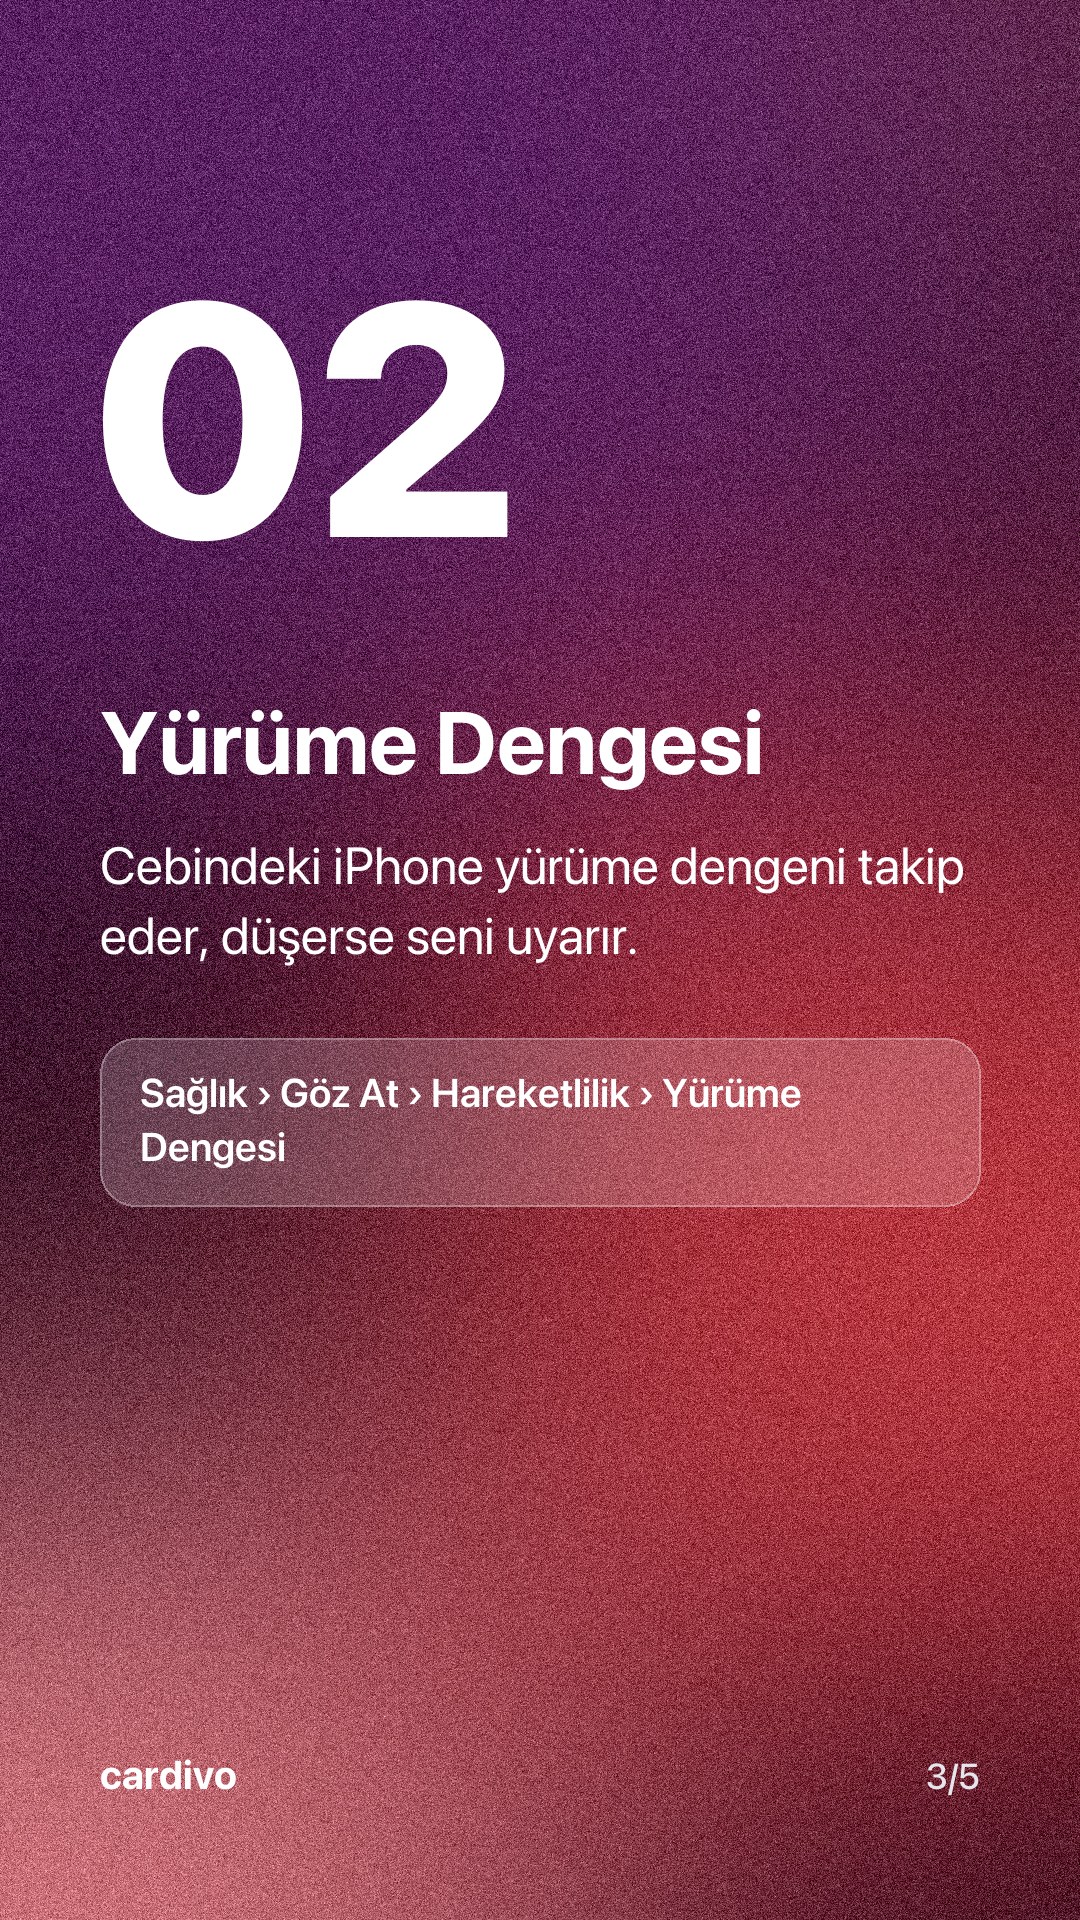 02
Yürüme Dengesi
Cebindeki iPhone yürüme dengeni takip
eder, düşerse seni uyarır.
Sağlık › Göz At › Hareketlilik › Yürüme
Dengesi
cardivo
3/5